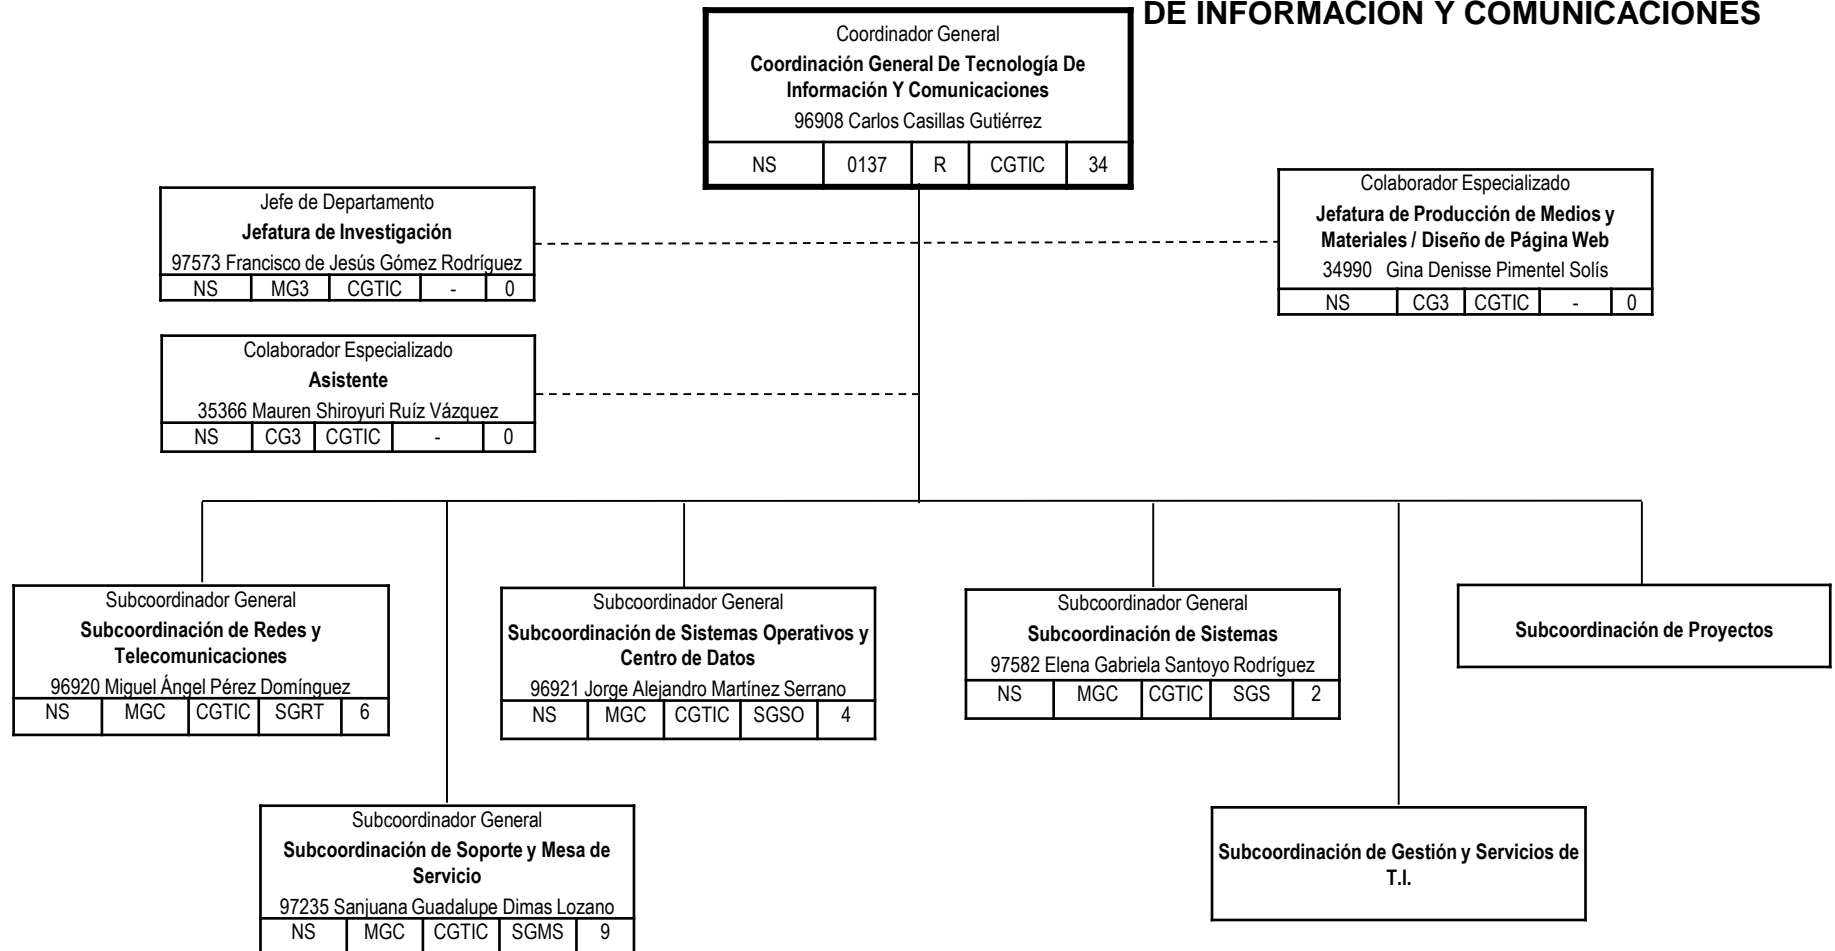 DE INFORMACIÓN Y COMUNICACIONES
Coordinador General
Coordinación General De Tecnología De
Información Y Comunicaciones
96908 Carlos Casillas Gutiérrez
NS 0137 R CGTIC 34
Jefe de Departamento
Jefatura de Investigación
97573 Francisco de Jesús Gómez Rodríguez
NS MG3 CGTIC - 0
Colaborador Especializado
Jefatura de Producción de Medios y
Materiales / Diseño de Página Web
34990 Gina Denisse Pimentel Solís
NS CG3 CGTIC - 0
Colaborador Especializado
Asistente
35366 Mauren Shiroyuri Ruíz Vázquez
NS CG3 CGTIC - 0
Subcoordinador General
Subcoordinación de Redes y
Telecomunicaciones
96920 Miguel Ángel Pérez Domínguez
NS MGC CGTIC SGRT 6
Subcoordinador General
Subcoordinación de Sistemas Operativos y
Centro de Datos
96921 Jorge Alejandro Martínez Serrano
NS MGC CGTIC SGSO 4
Subcoordinador General
Subcoordinación de Sistemas
97582 Elena Gabriela Santoyo Rodríguez
NS MGC CGTIC SGS 2
Subcoordinación de Proyectos
Subcoordinador General
Subcoordinación de Soporte y Mesa de
Servicio
97235 Sanjuana Guadalupe Dimas Lozano
NS MGC CGTIC SGMS 9
Subcoordinación de Gestión y Servicios de
T.I.